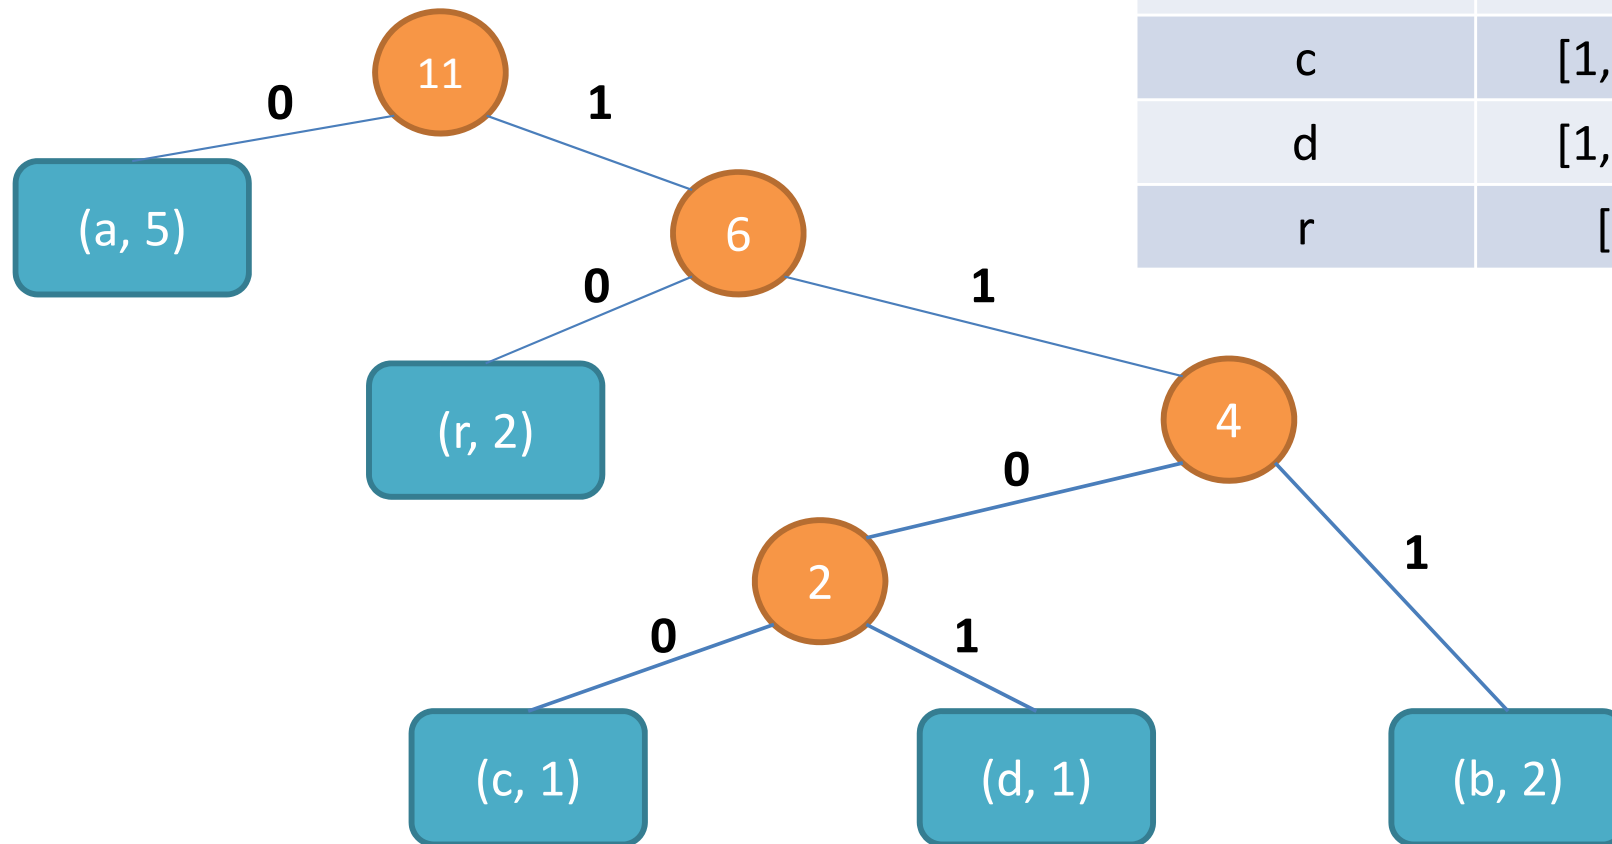 11
0
1
(a, 5)
6
0
1
(r, 2)
4
0
1
2
0
1
(c, 1)
(d, 1)
(b, 2)
c [1,
d [1,
r [